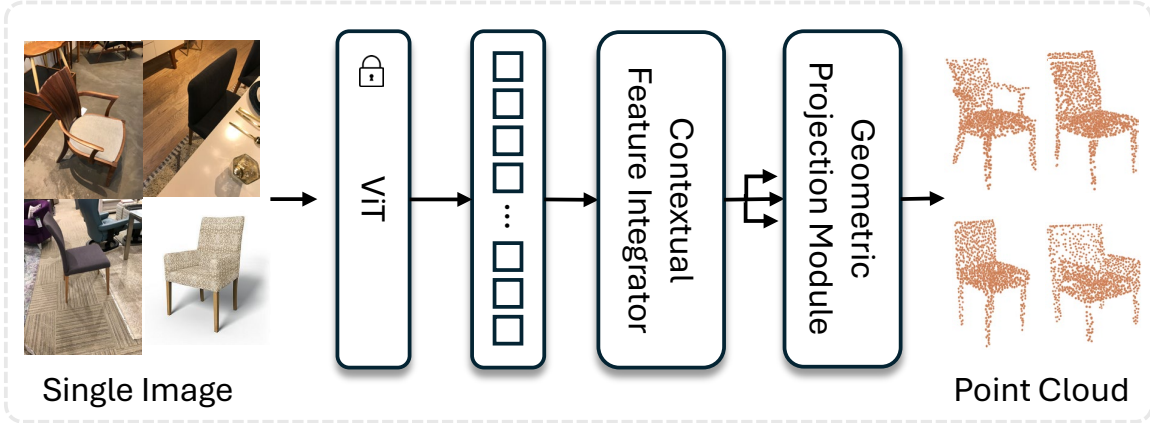 Single Image
ViT
...
Contextual
Feature Integrator
Geometric
Projection Module
Point Cloud